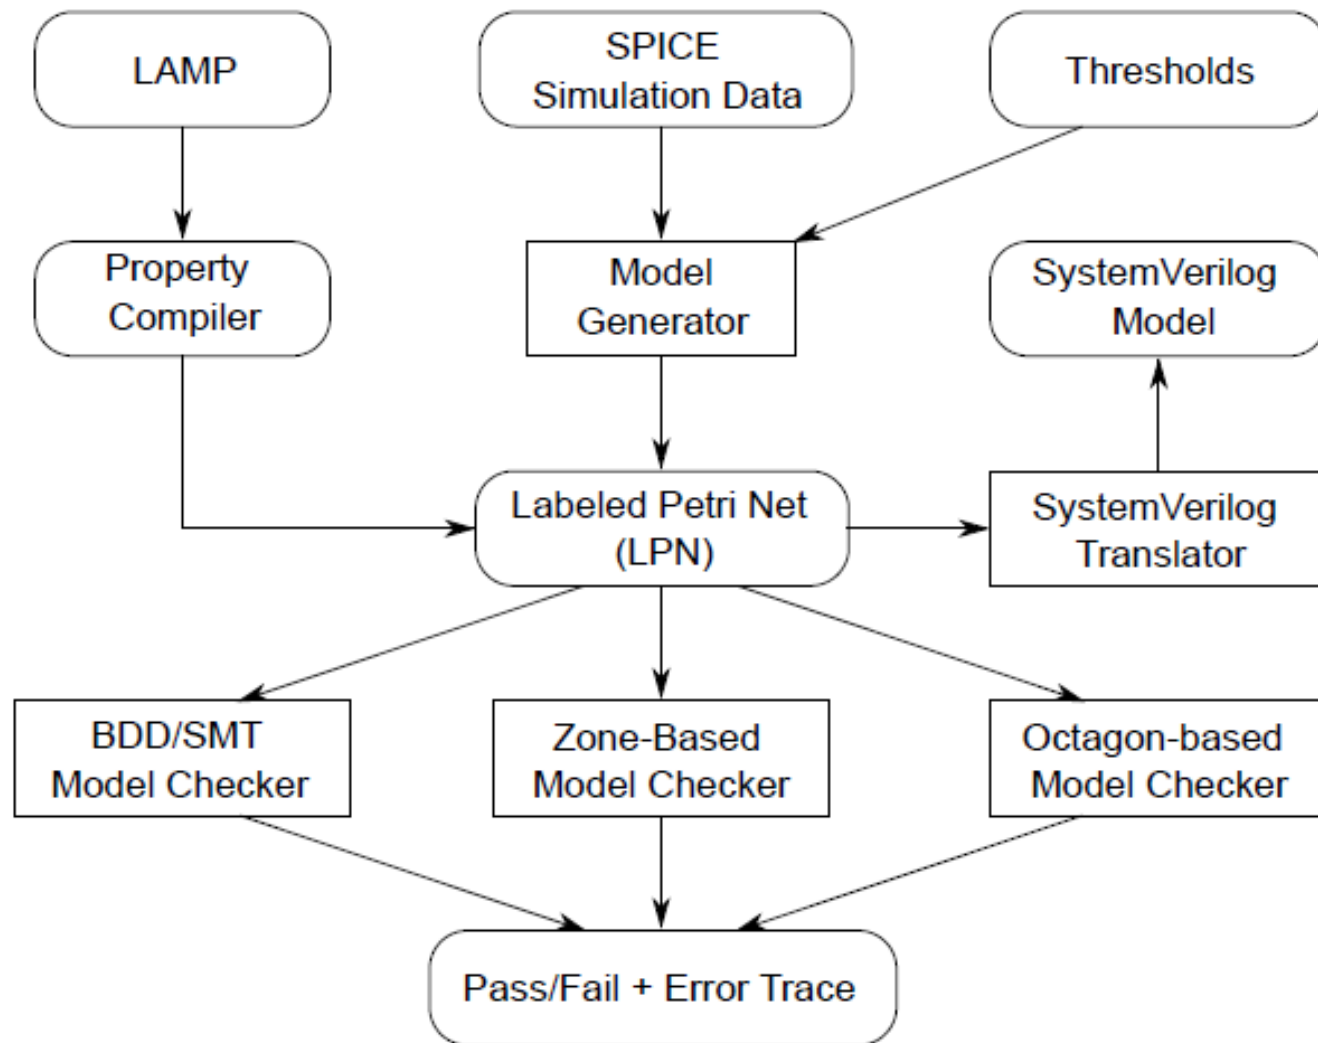 LAMP
SPICE
Simulation Data
Thresholds
Property
Compiler
Model
Generator
SystemVerilog
Model
Labeled Petri Net
(LPN)
SystemVerilog
Translator
BDD/SMT
Model Checker
Zone-Based
Model Checker
Octagon-based
Model Checker
Pass/Fail + Error Trace